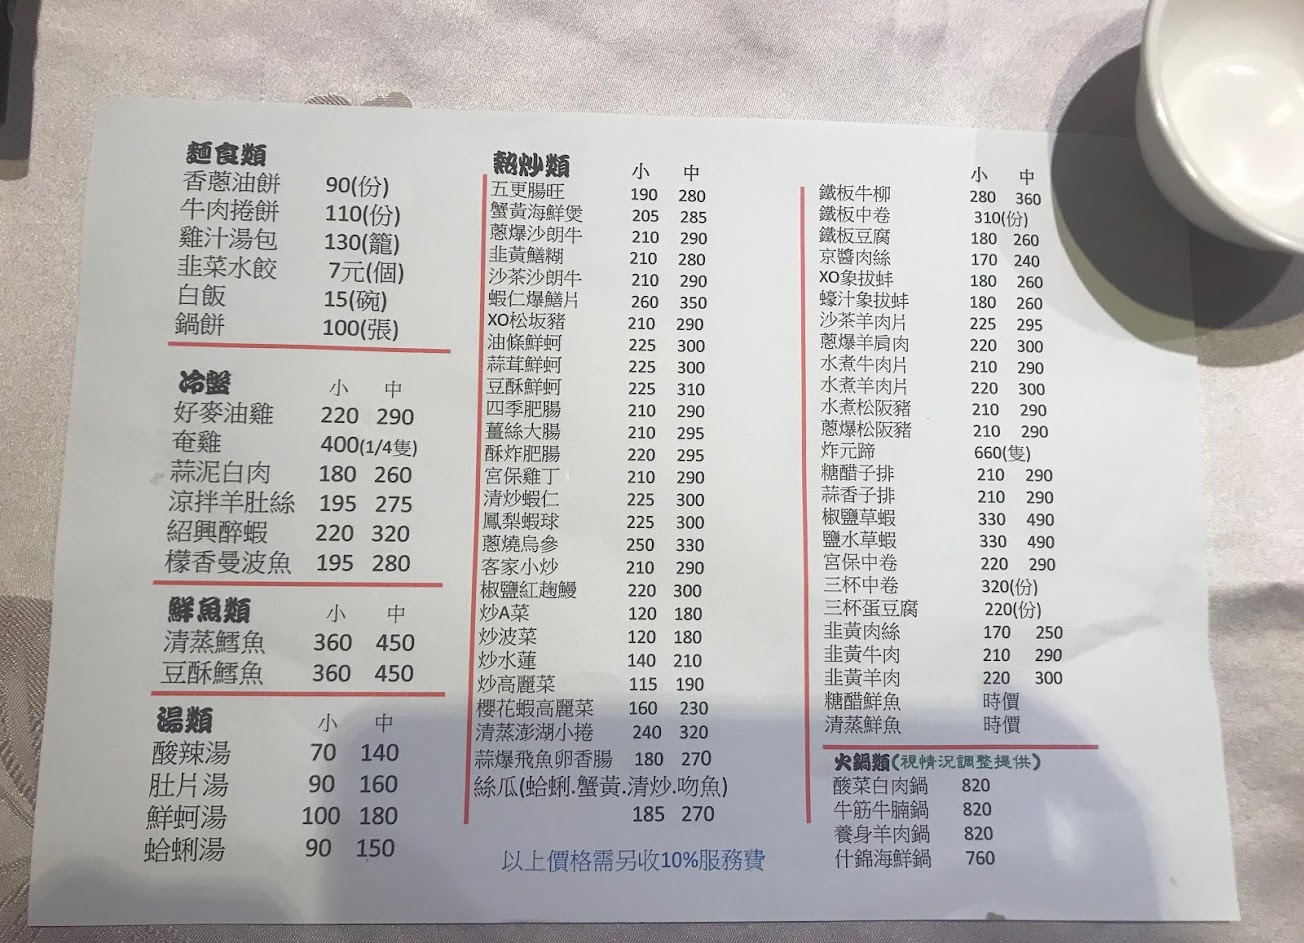 麵食類
香蔥油餅 90(份)
牛肉捲餅 110(份)
雞汁湯包 130(籠)
韭菜水餃 7元(個)
白飯 15(碗)
鍋餅 100(張)
冷盤 小 中
好麥油雞 220 290
奄雞 400(1/4隻)
蒜泥白肉 180 260
涼拌羊肚絲 195 275
紹興醉蝦 220 320
檬香曼波魚 195 280
鮮魚類 小 中
清蒸鱈魚 360 450
豆酥鱈魚 360 450
湯類 小 中
酸辣湯 70 140
肚片湯 90 160
鮮蚵湯 100 180
蛤蜊湯 90 150
熱炒類 小 中
五更腸旺 190 280
蟹黃海鮮煲 205 285
蔥爆沙朗牛 210 290
韭黃鱔糊 210 280
沙茶沙朗牛 210 290
蝦仁爆鱔片 260 350
XO松坂豬 210 290
油條鮮蚵 225 300
蒜茸鮮蚵 225 300
豆酥鮮蚵 225 310
四季肥腸 210 290
薑絲大腸 210 295
酥炸肥腸 220 295
宮保雞丁 210 290
清炒蝦仁 225 300
鳳梨蝦球 225 300
蔥燒烏參 250 330
客家小炒 210 290
椒鹽紅麹鰻 220 300
炒A菜 120 180
炒波菜 120 180
炒水蓮 140 210
炒高麗菜 115 190
櫻花蝦高麗菜 160 230
清蒸澎湖小捲 240 320
蒜爆飛魚卵香腸 180 270
絲瓜(蛤蜊.蟹黃.清炒.吻魚)
185 270
以上價格需另收10%服務費
小 中
鐵板牛柳 280 360
鐵板中卷 310(份)
鐵板豆腐 180 260
京醬肉絲 170 240
XO象拔蚌 180 260
蠔汁象拔蚌 180 260
沙茶羊肉片 225 295
蔥爆羊肩肉 220 300
水煮牛肉片 210 290
水煮羊肉片 220 300
水煮松阪豬 210 290
蔥爆松阪豬 210 290
炸元蹄 660(隻)
糖醋子排 210 290
蒜香子排 210 290
椒鹽草蝦 330 490
鹽水草蝦 330 490
宮保中卷 220 290
三杯中卷 320(份)
三杯蛋豆腐 220(份)
韭黃肉絲 170 250
韭黃牛肉 210 290
韭黃羊肉 220 300
糖醋鮮魚 時價
清蒸鮮魚 時價
火鍋類(視情況調整提供)
酸菜白肉鍋 820
牛筋牛腩鍋 820
養身羊肉鍋 820
什錦海鮮鍋 760